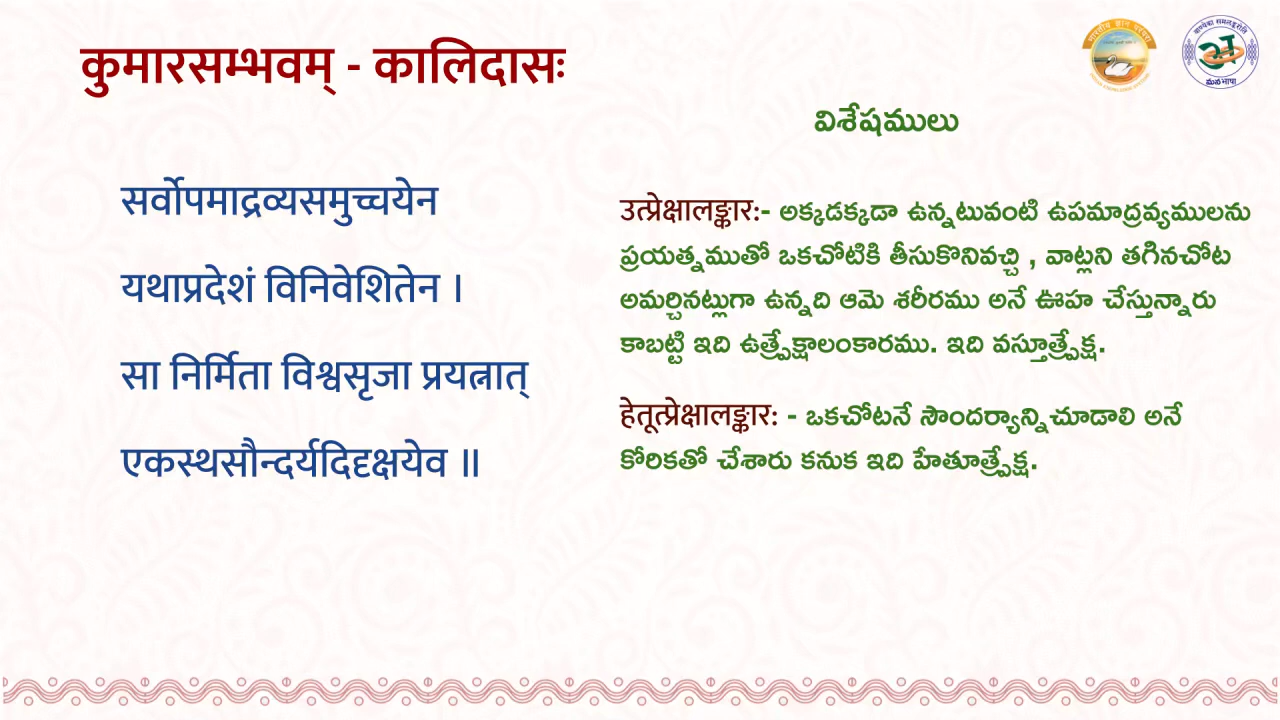 कुमारसम्भवम् - कालिदासः
सर्वोपमाद्रव्यसमुच्चयेन
यथाप्रदेशं विनिवेशितेन ।
सा निर्मिता विश्वसृजा प्रयत्नात्
एकस्थसौन्दर्यदिदृक्षयेव ॥
విశేషములు
उत्प्रेक्षालङ्कार:- అక్కడక్కడా ఉన్నటువంటి ఉపమాద్రవ్యములను
ప్రయత్నముతో ఒకచోటికి తీసుకొనివచ్చి , వాట్లని తగినచోట
అమర్చినట్లుగా ఉన్నది ఆమె శరీరము అనే ఊహ చేస్తున్నారు
కాబట్టి ఇది ఉత్ప్రేక్షాలంకారము. ఇది వస్తూత్ప్రేక్ష.
हेतूत्प्रेक्षालङ्कार: - ఒకచోటనే సౌందర్యాన్నిచూడాలి అనే
కోరికతో చేశారు కనుక ఇది హేతూత్ప్రేక్ష.
మనభాషా